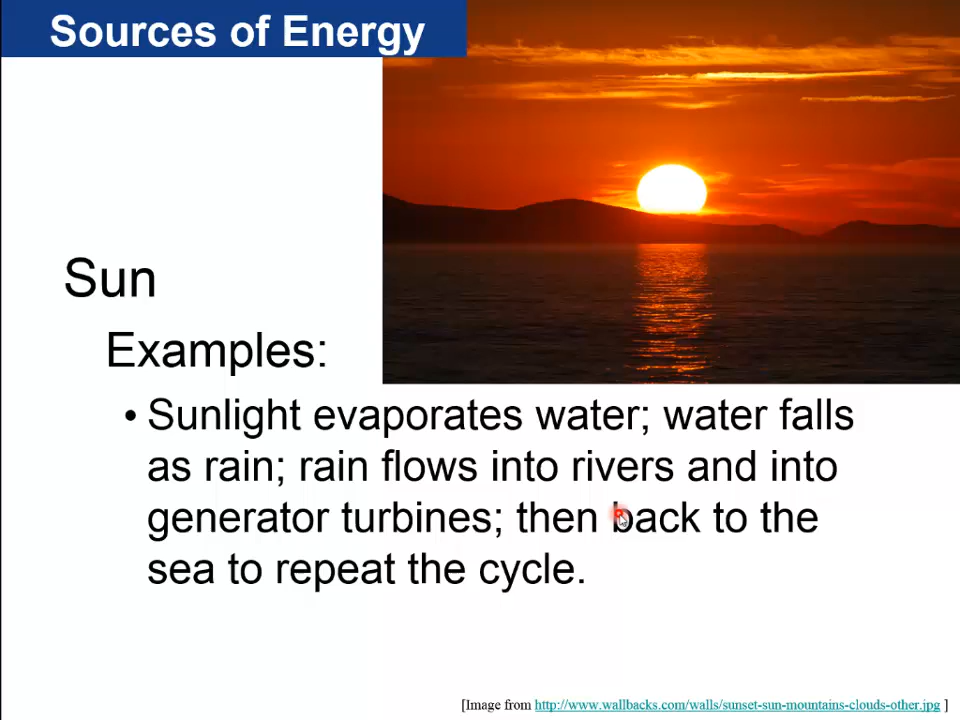 Sources of Energy
Sun
Examples:
• Sunlight evaporates water; water falls
as rain; rain flows into rivers and into
generator turbines; then back to the
sea to repeat the cycle.
[Image from http://www.wallbacks.com/walls/sunset-sun-mountains-clouds-other.jpg ]